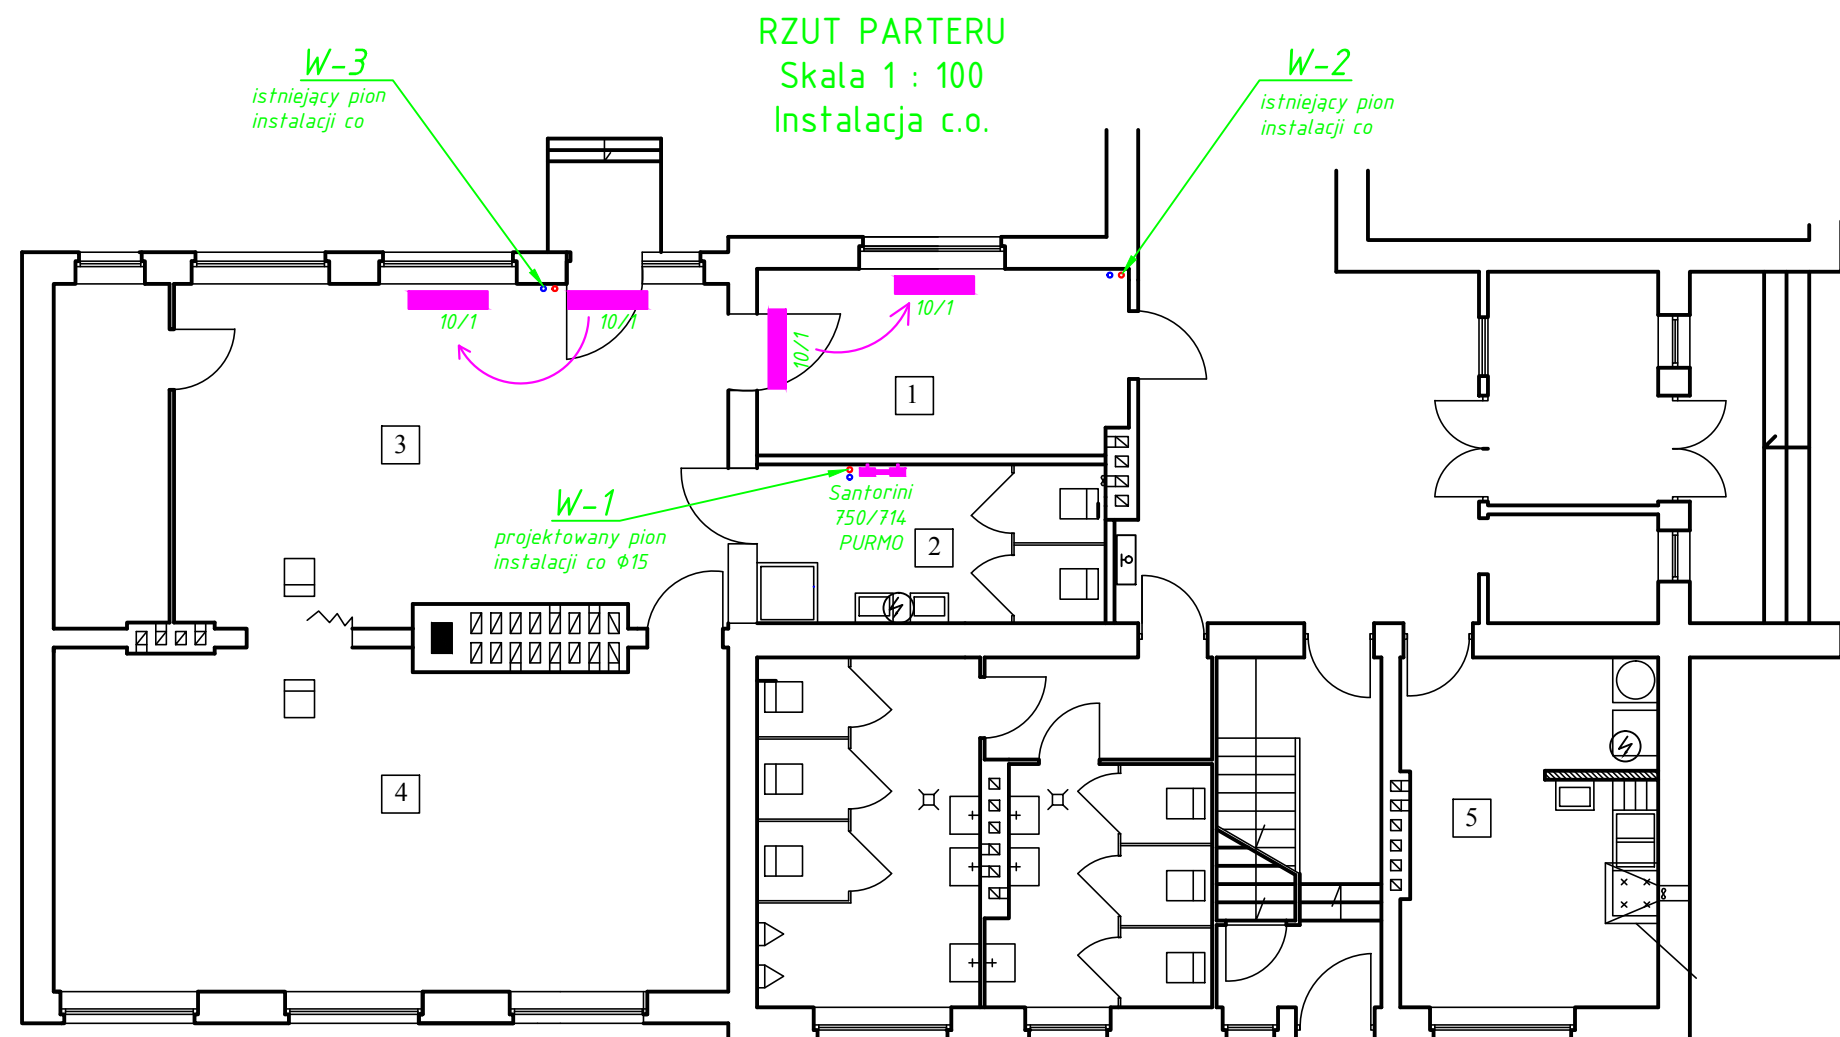 RZUT PARTERU
Skala 1 : 100
Instalacja c.o.
W-3
istniejący pion
instalacji co
W-2
istniejący pion
instalacji co
10/1
10/1
10/1
10/1
1
3
W-1
projektowany pion
instalacji co ϕ15
Santorini
750/714
PURMO
2
4
5